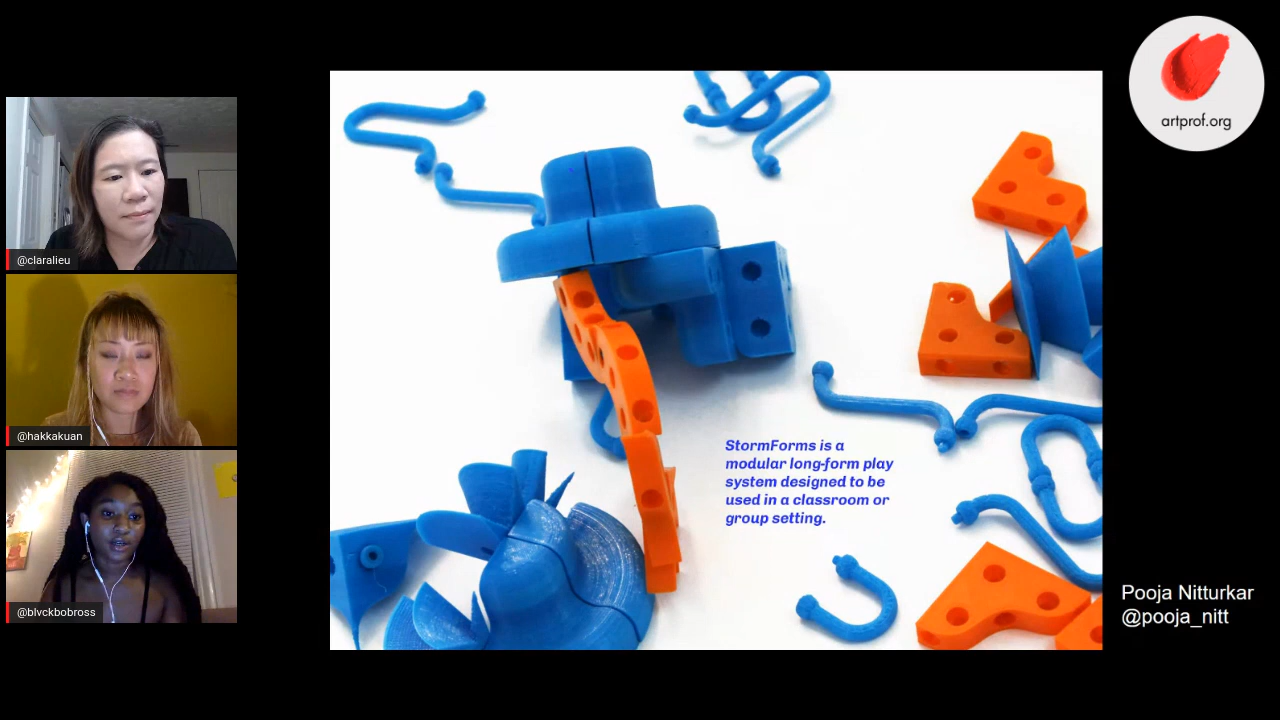 artprof.org
@claralieu
@hakkakuan
@blvckbobross
StormForms is a
modular long-form play
system designed to be
used in a classroom or
group setting.
Pooja Nitturkar
@pooja_nitt